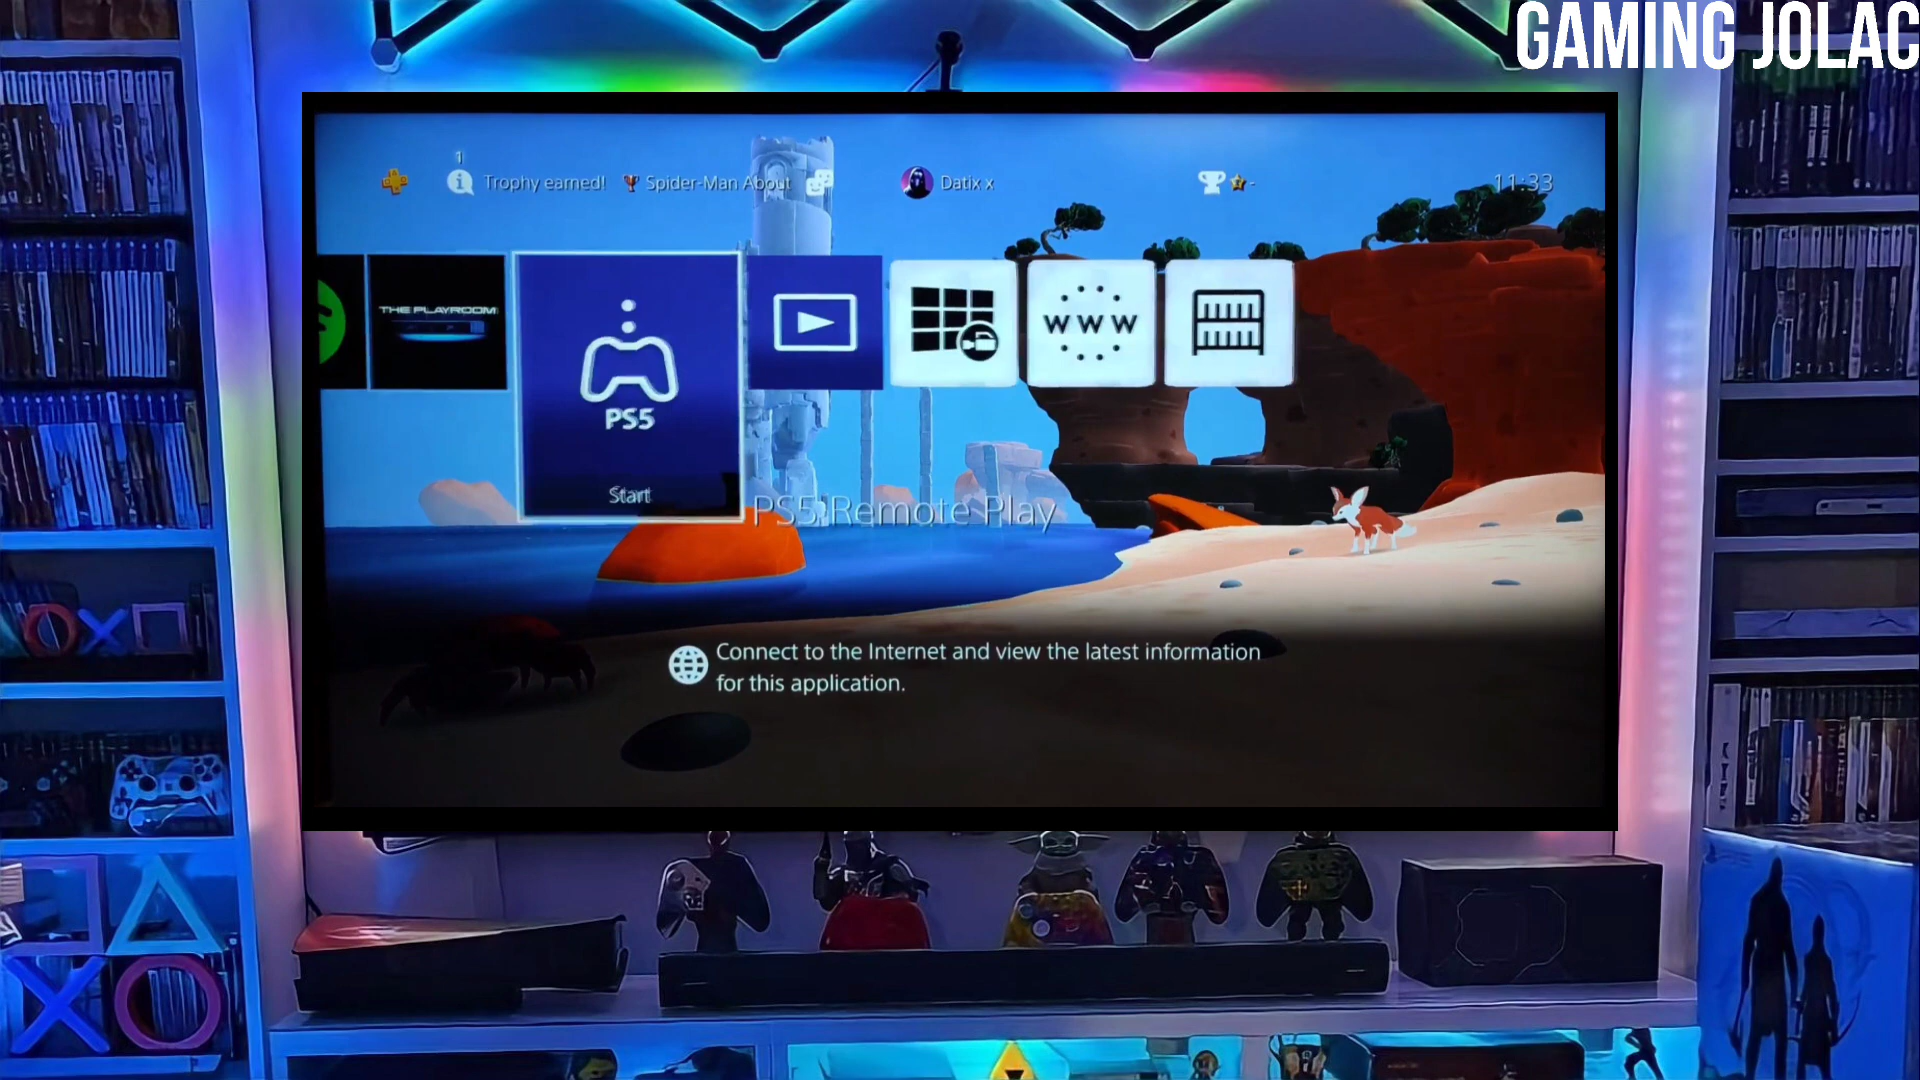 GAMING JOLAC
1
Trophy earned! Spider-Man About
Datix x
-
11:33
THE PLAYROOM
PS5
Start
PS5 Remote Play
WWW
Connect to the Internet and view the latest information
for this application.